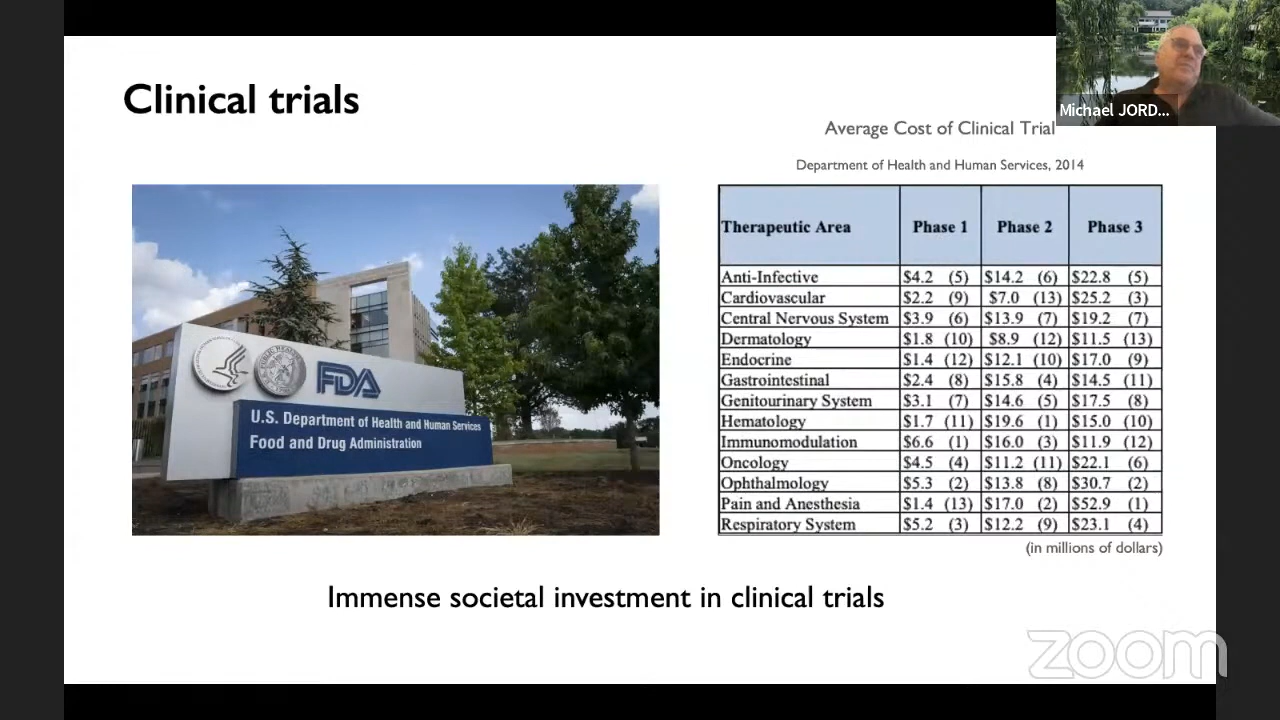 Clinical trials
Michael JORD...
Average Cost of Clinical Trial
Department of Health and Human Services, 2014
FDA
U.S. Department of Health and Human Services
Food and Drug Administration
Therapeutic Area Phase 1 Phase 2 Phase 3
Anti-Infective $4.2 (5) $14.2 (6) $22.8 (5)
Cardiovascular $2.2 (9) $7.0 (13) $25.2 (3)
Central Nervous System $3.9 (6) $13.9 (7) $19.2 (7)
Dermatology $1.8 (10) $8.9 (12) $11.5 (13)
Endocrine $1.4 (12) $12.1 (10) $17.0 (9)
Gastrointestinal $2.4 (8) $15.8 (4) $14.5 (11)
Genitourinary System $3.1 (7) $14.6 (5) $17.5 (8)
Hematology $1.7 (11) $19.6 (1) $15.0 (10)
Immunomodulation $6.6 (1) $16.0 (3) $11.9 (12)
Oncology $4.5 (4) $11.2 (11) $22.1 (6)
Ophthalmology $5.3 (2) $13.8 (8) $30.7 (2)
Pain and Anesthesia $1.4 (13) $17.0 (2) $52.9 (1)
Respiratory System $5.2 (3) $12.2 (9) $23.1 (4)
(in millions of dollars)
Immense societal investment in clinical trials
zoom